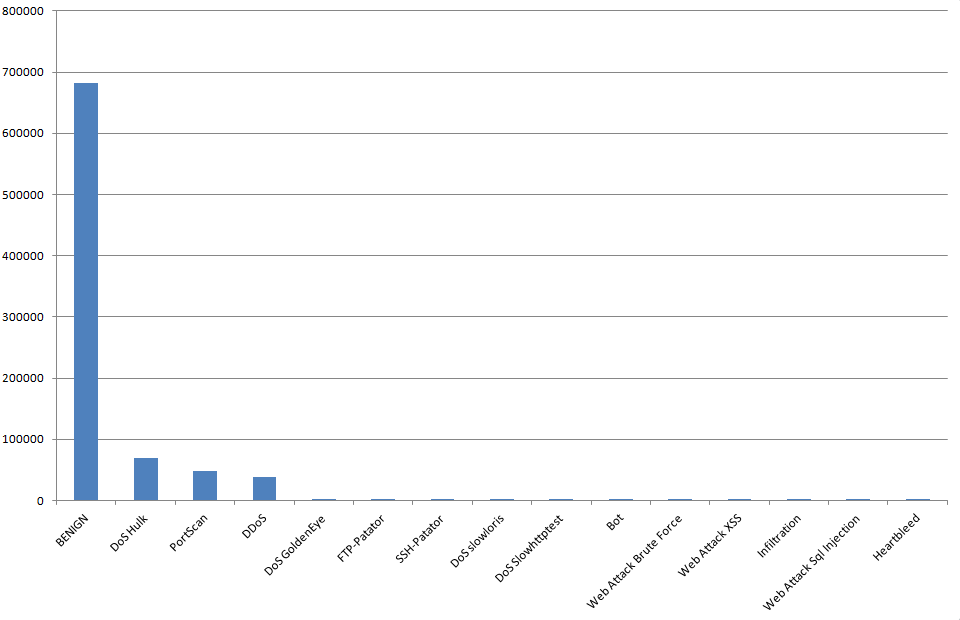 800000
700000
600000
500000
400000
300000
200000
100000
0
BENIGN
DoS Hulk
PortScan
DDoS
DoS GoldenEye
FTP-Patator
SSH-Patator
DoS slowloris
DoS Slowhttptest
Bot
Web Attack Brute Force
Web Attack XSS
Infiltration
Web Attack Sql Injection
Heartbleed